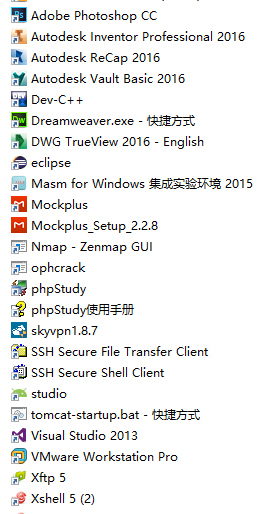 Adobe Photoshop CC
Autodesk Inventor Professional 2016
Autodesk ReCap 2016
Autodesk Vault Basic 2016
Dev-C++
Dreamweaver.exe - 快捷方式
DWG TrueView 2016 - English
eclipse
Masm for Windows 集成实验环境 2015
Mockplus
Mockplus_Setup_2.2.8
Nmap - Zenmap GUI
ophcrack
phpStudy
phpStudy使用手册
skyvpn1.8.7
SSH Secure File Transfer Client
SSH Secure Shell Client
studio
tomcat-startup.bat - 快捷方式
Visual Studio 2013
VMware Workstation Pro
Xftp 5
Xshell 5 (2)